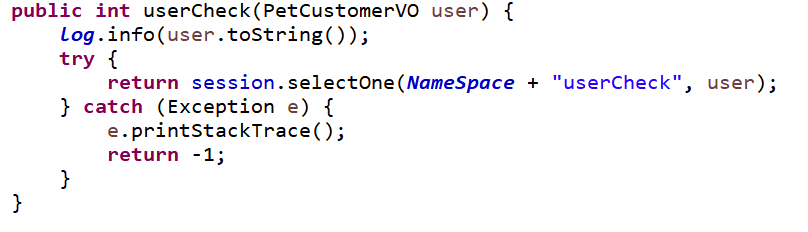 public int userCheck(PetCustomerVO user) {
    log.info(user.toString());
    try {
        return session.selectOne(NameSpace + "userCheck", user);
    } catch (Exception e) {
        e.printStackTrace();
        return -1;
    }
}